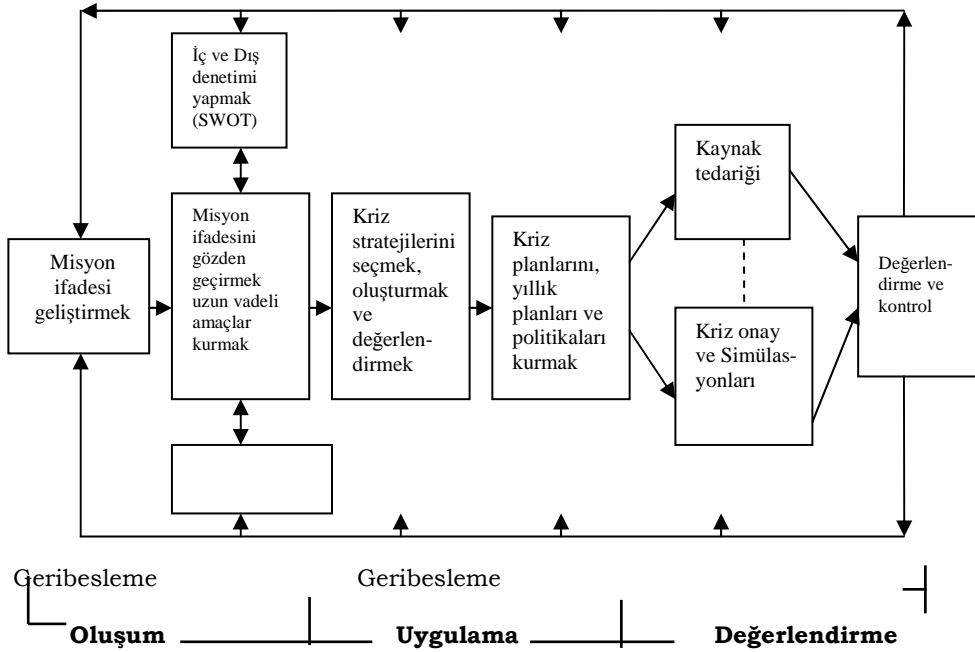 İç ve Dış
denetimi
yapmak
(SWOT)
Misyon
ifadesi
geliştirmek
Misyon
ifadesini
gözden
geçirmek
uzun vadeli
amaçlar
kurmak
Kriz
stratejilerini
seçmek,
oluşturmak
ve
değerlen-
dirmek
Kriz
planlarını,
yıllık
planları ve
politikaları
kurmak
Kaynak
tedariği
Kriz onay
ve Simülas-
yonları
Değerlen-
dirme ve
kontrol
Geribesleme Geribesleme
Oluşum Uygulama Değerlendirme